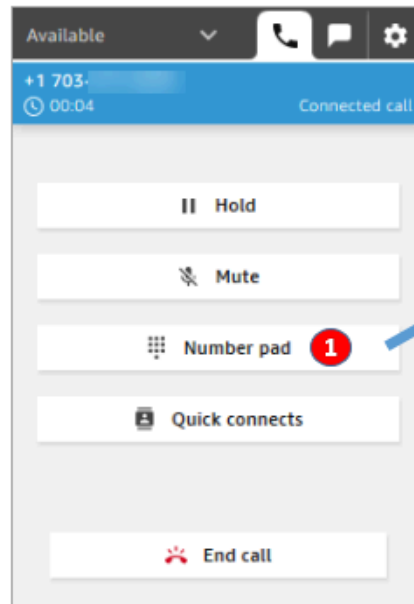 Available
+1 703-
00:04 Connected call
Hold
Mute
Number pad 1
Quick connects
End call